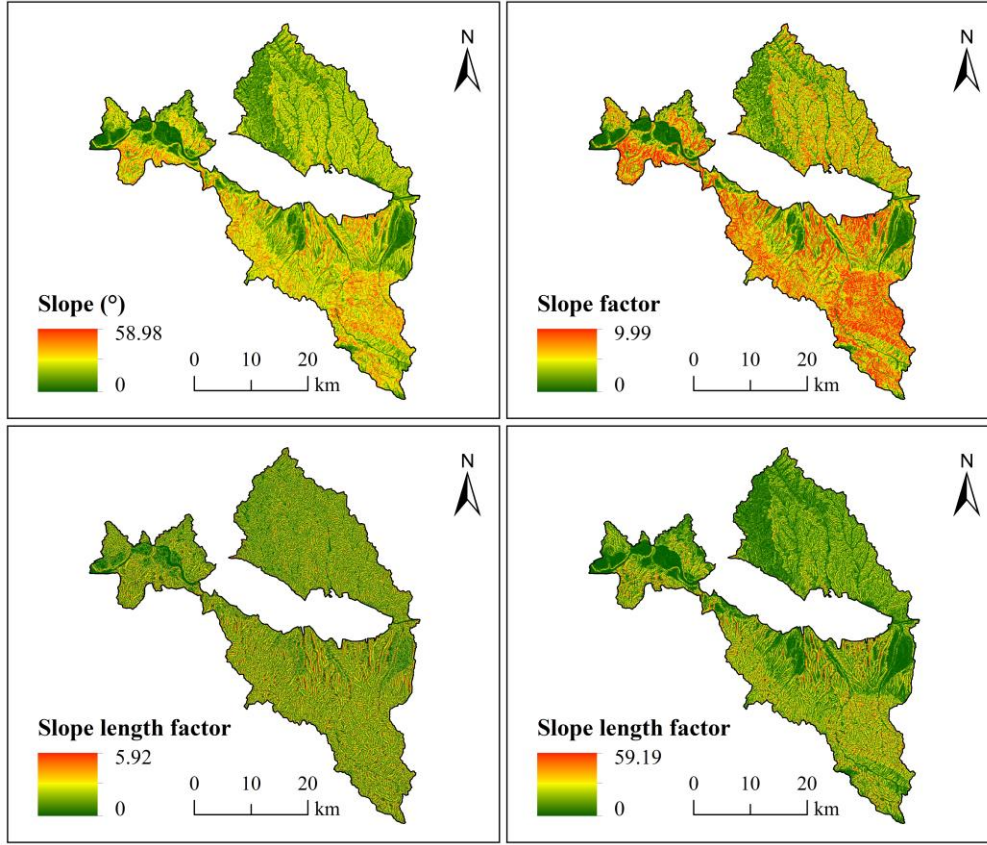 N
Slope (°)
58.98
0
0 10 20
km
N
Slope factor
9.99
0
0 10 20
km
N
Slope length factor
5.92
0
0 10 20
km
N
Slope length factor
59.19
0
0 10 20
km